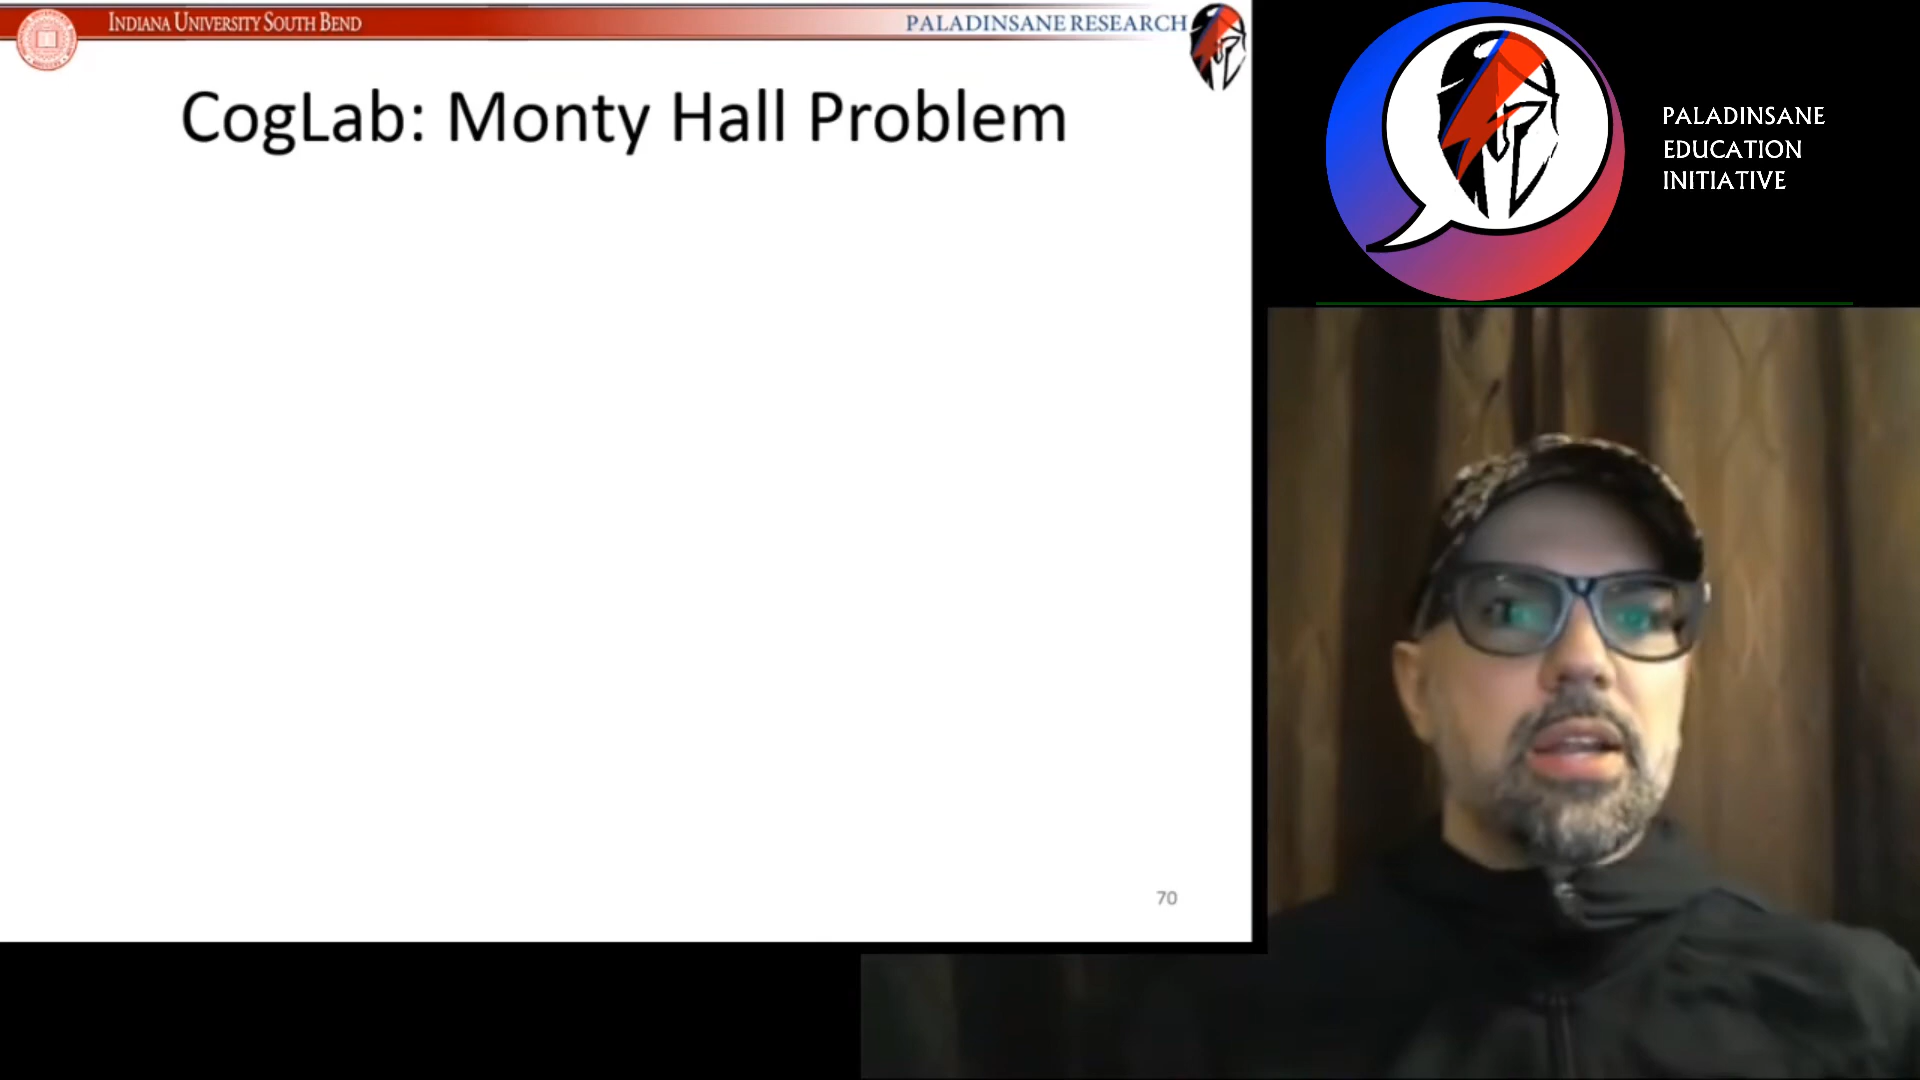 INDIANA UNIVERSITY SOUTH BEND
PALADINSANE RESEARCH
CogLab: Monty Hall Problem
70
PALADINSANE
EDUCATION
INITIATIVE